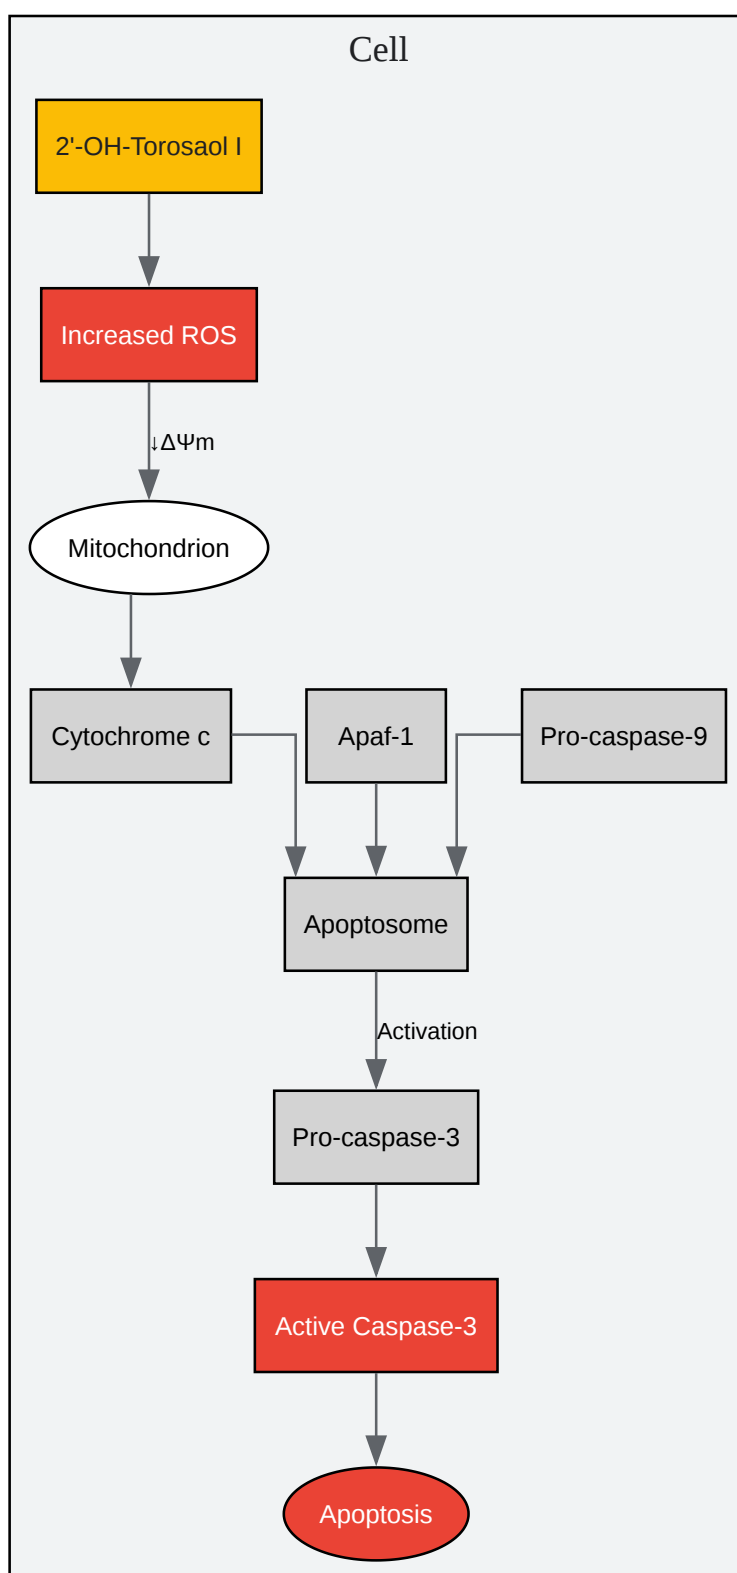 Cell
2'-OH-Torosaol I
Increased ROS
↓ΔΨm
Mitochondrion
Cytochrome c
Apaf-1
Pro-caspase-9
Apoptosome
Activation
Pro-caspase-3
Active Caspase-3
Apoptosis